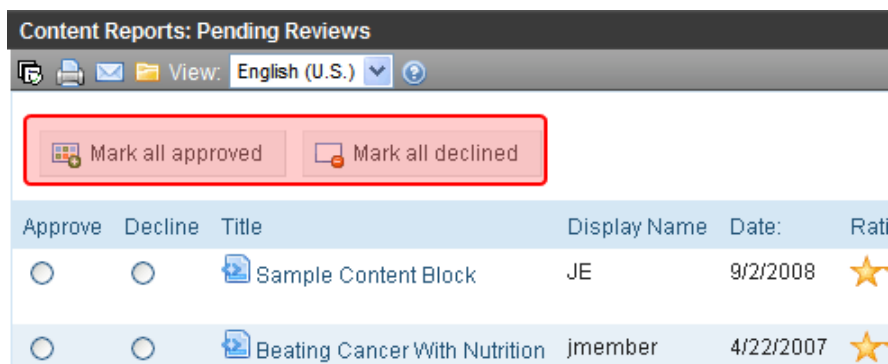 Content Reports: Pending Reviews
View: English (U.S.)
Mark all approved Mark all declined
Approve Decline Title Display Name Date: Rati
Sample Content Block JE 9/2/2008
Beating Cancer With Nutrition jmember 4/22/2007